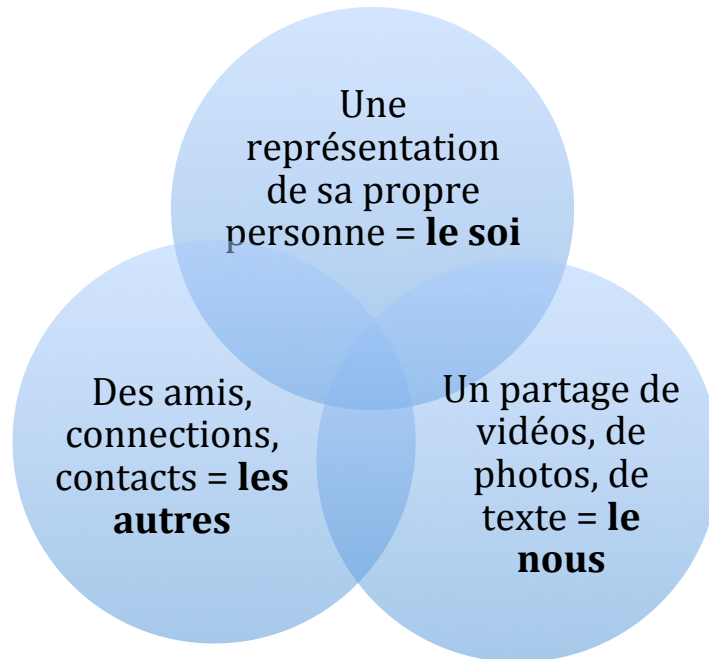 Une
représentation
de sa propre
personne = le soi
Des amis,
connections,
contacts = les
autres
Un partage de
vidéos, de
photos, de
texte = le
nous